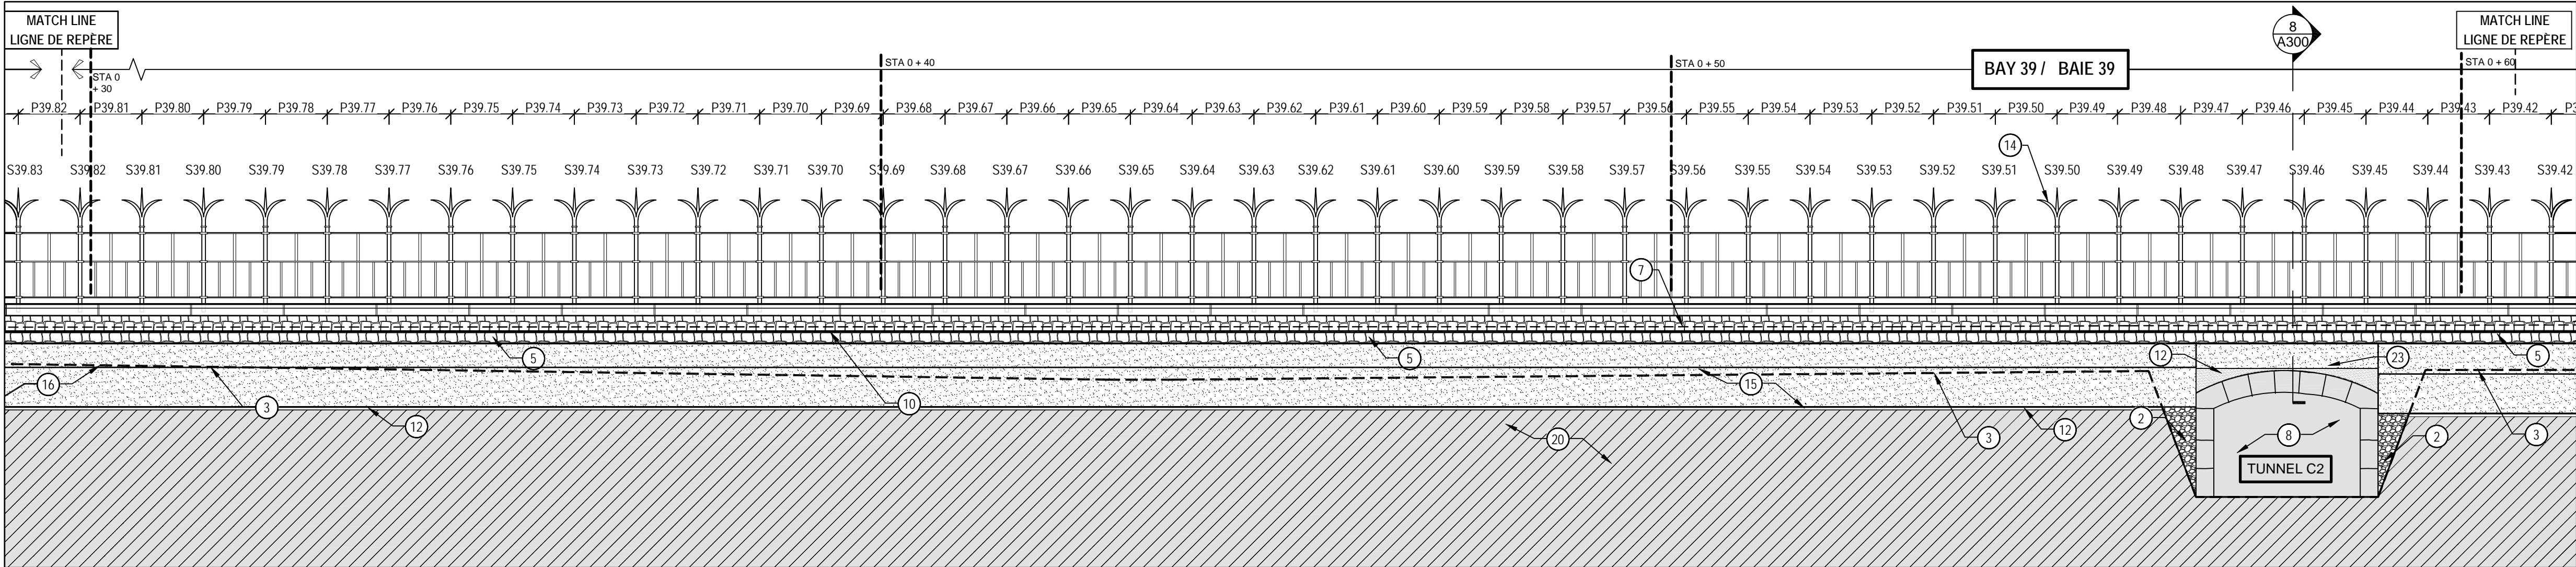 MATCH LINE
LIGNE DE REPÈRE
STA 0
+ 30
STA 0 + 40
STA 0 + 50
BAY 39 / BAIE 39
8
A300
MATCH LINE
LIGNE DE REPÈRE
STA 0 + 60
P39.82 P39.81 P39.80 P39.79 P39.78 P39.77 P39.76 P39.75 P39.74 P39.73 P39.72 P39.71 P39.70 P39.69 P39.68 P39.67 P39.66 P39.65 P39.64 P39.63 P39.62 P39.61 P39.60 P39.59 P39.58 P39.57 P39.56 P39.55 P39.54 P39.53 P39.52 P39.51 P39.50 P39.49 P39.48 P39.47 P39.46 P39.45 P39.44 P39.43 P39.42
14
S39.83 S39.82 S39.81 S39.80 S39.79 S39.78 S39.77 S39.76 S39.75 S39.74 S39.73 S39.72 S39.71 S39.70 S39.69 S39.68 S39.67 S39.66 S39.65 S39.64 S39.63 S39.62 S39.61 S39.60 S39.59 S39.58 S39.57 S39.56 S39.55 S39.54 S39.53 S39.52 S39.51 S39.50 S39.49 S39.48 S39.47 S39.46 S39.45 S39.44 S39.43 S39.42
7
5
5
12
23
5
16
3
12
10
15
2
12
3
20
8
2
3
TUNNEL C2